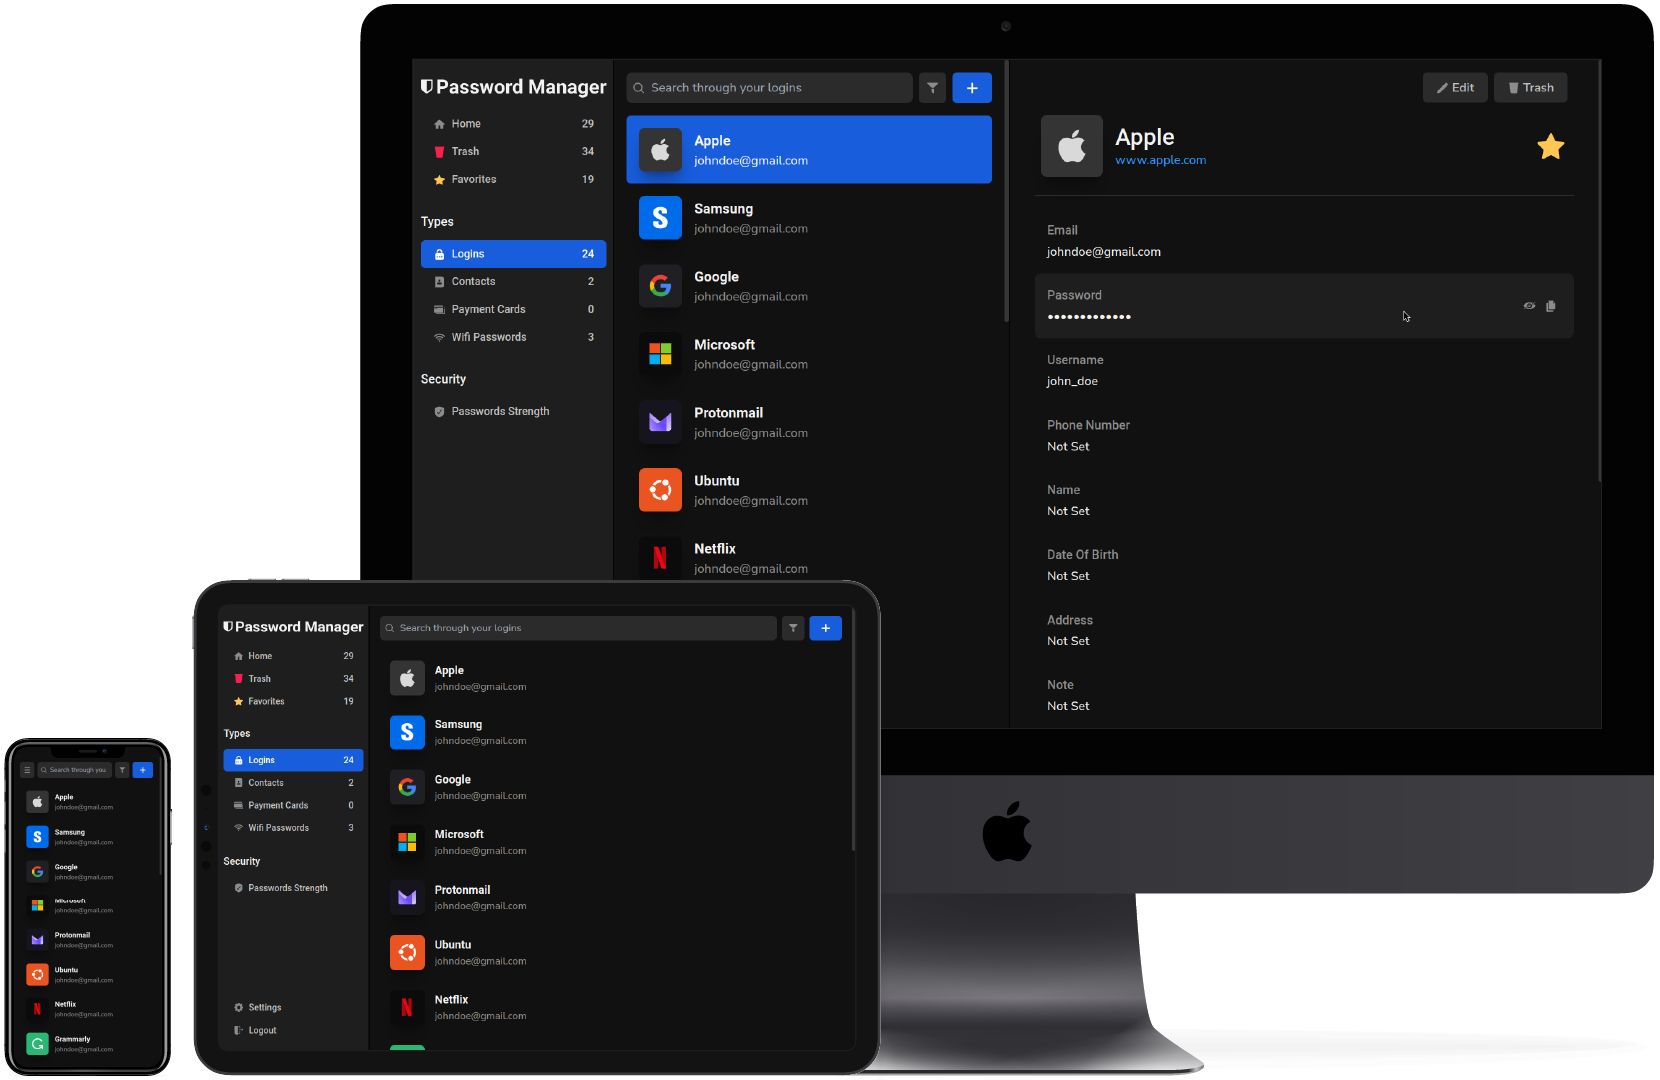 Password Manager
Home 29
Trash 34
Favorites 19
Types
Logins 24
Contacts 2
Payment Cards 0
Wifi Passwords 3
Security
Passwords Strength
Search through your logins
+
Apple
johndoe@gmail.com
S
Samsung
johndoe@gmail.com
G
Google
johndoe@gmail.com
Microsoft
johndoe@gmail.com
Protonmail
johndoe@gmail.com
Ubuntu
johndoe@gmail.com
N
Netflix
johndoe@gmail.com
Edit
Trash
Apple
www.apple.com
Email
johndoe@gmail.com
Password
•••••••••••••
Username
john_doe
Phone Number
Not Set
Name
Not Set
Date Of Birth
Not Set
Address
Not Set
Note
Not Set
Password Manager
Home 29
Trash 34
Favorites 19
Types
Logins 24
Contacts 2
Payment Cards 0
Wifi Passwords 3
Security
Passwords Strength
Settings
Logout
Search through your logins
+
Apple
johndoe@gmail.com
S
Samsung
johndoe@gmail.com
G
Google
johndoe@gmail.com
Microsoft
johndoe@gmail.com
Protonmail
johndoe@gmail.com
Ubuntu
johndoe@gmail.com
N
Netflix
johndoe@gmail.com
Search through you
+
Apple
johndoe@gmail.com
S
Samsung
johndoe@gmail.com
G
Google
johndoe@gmail.com
Microsoft
johndoe@gmail.com
Protonmail
johndoe@gmail.com
Ubuntu
johndoe@gmail.com
N
Netflix
johndoe@gmail.com
G
Grammarly
johndoe@gmail.com